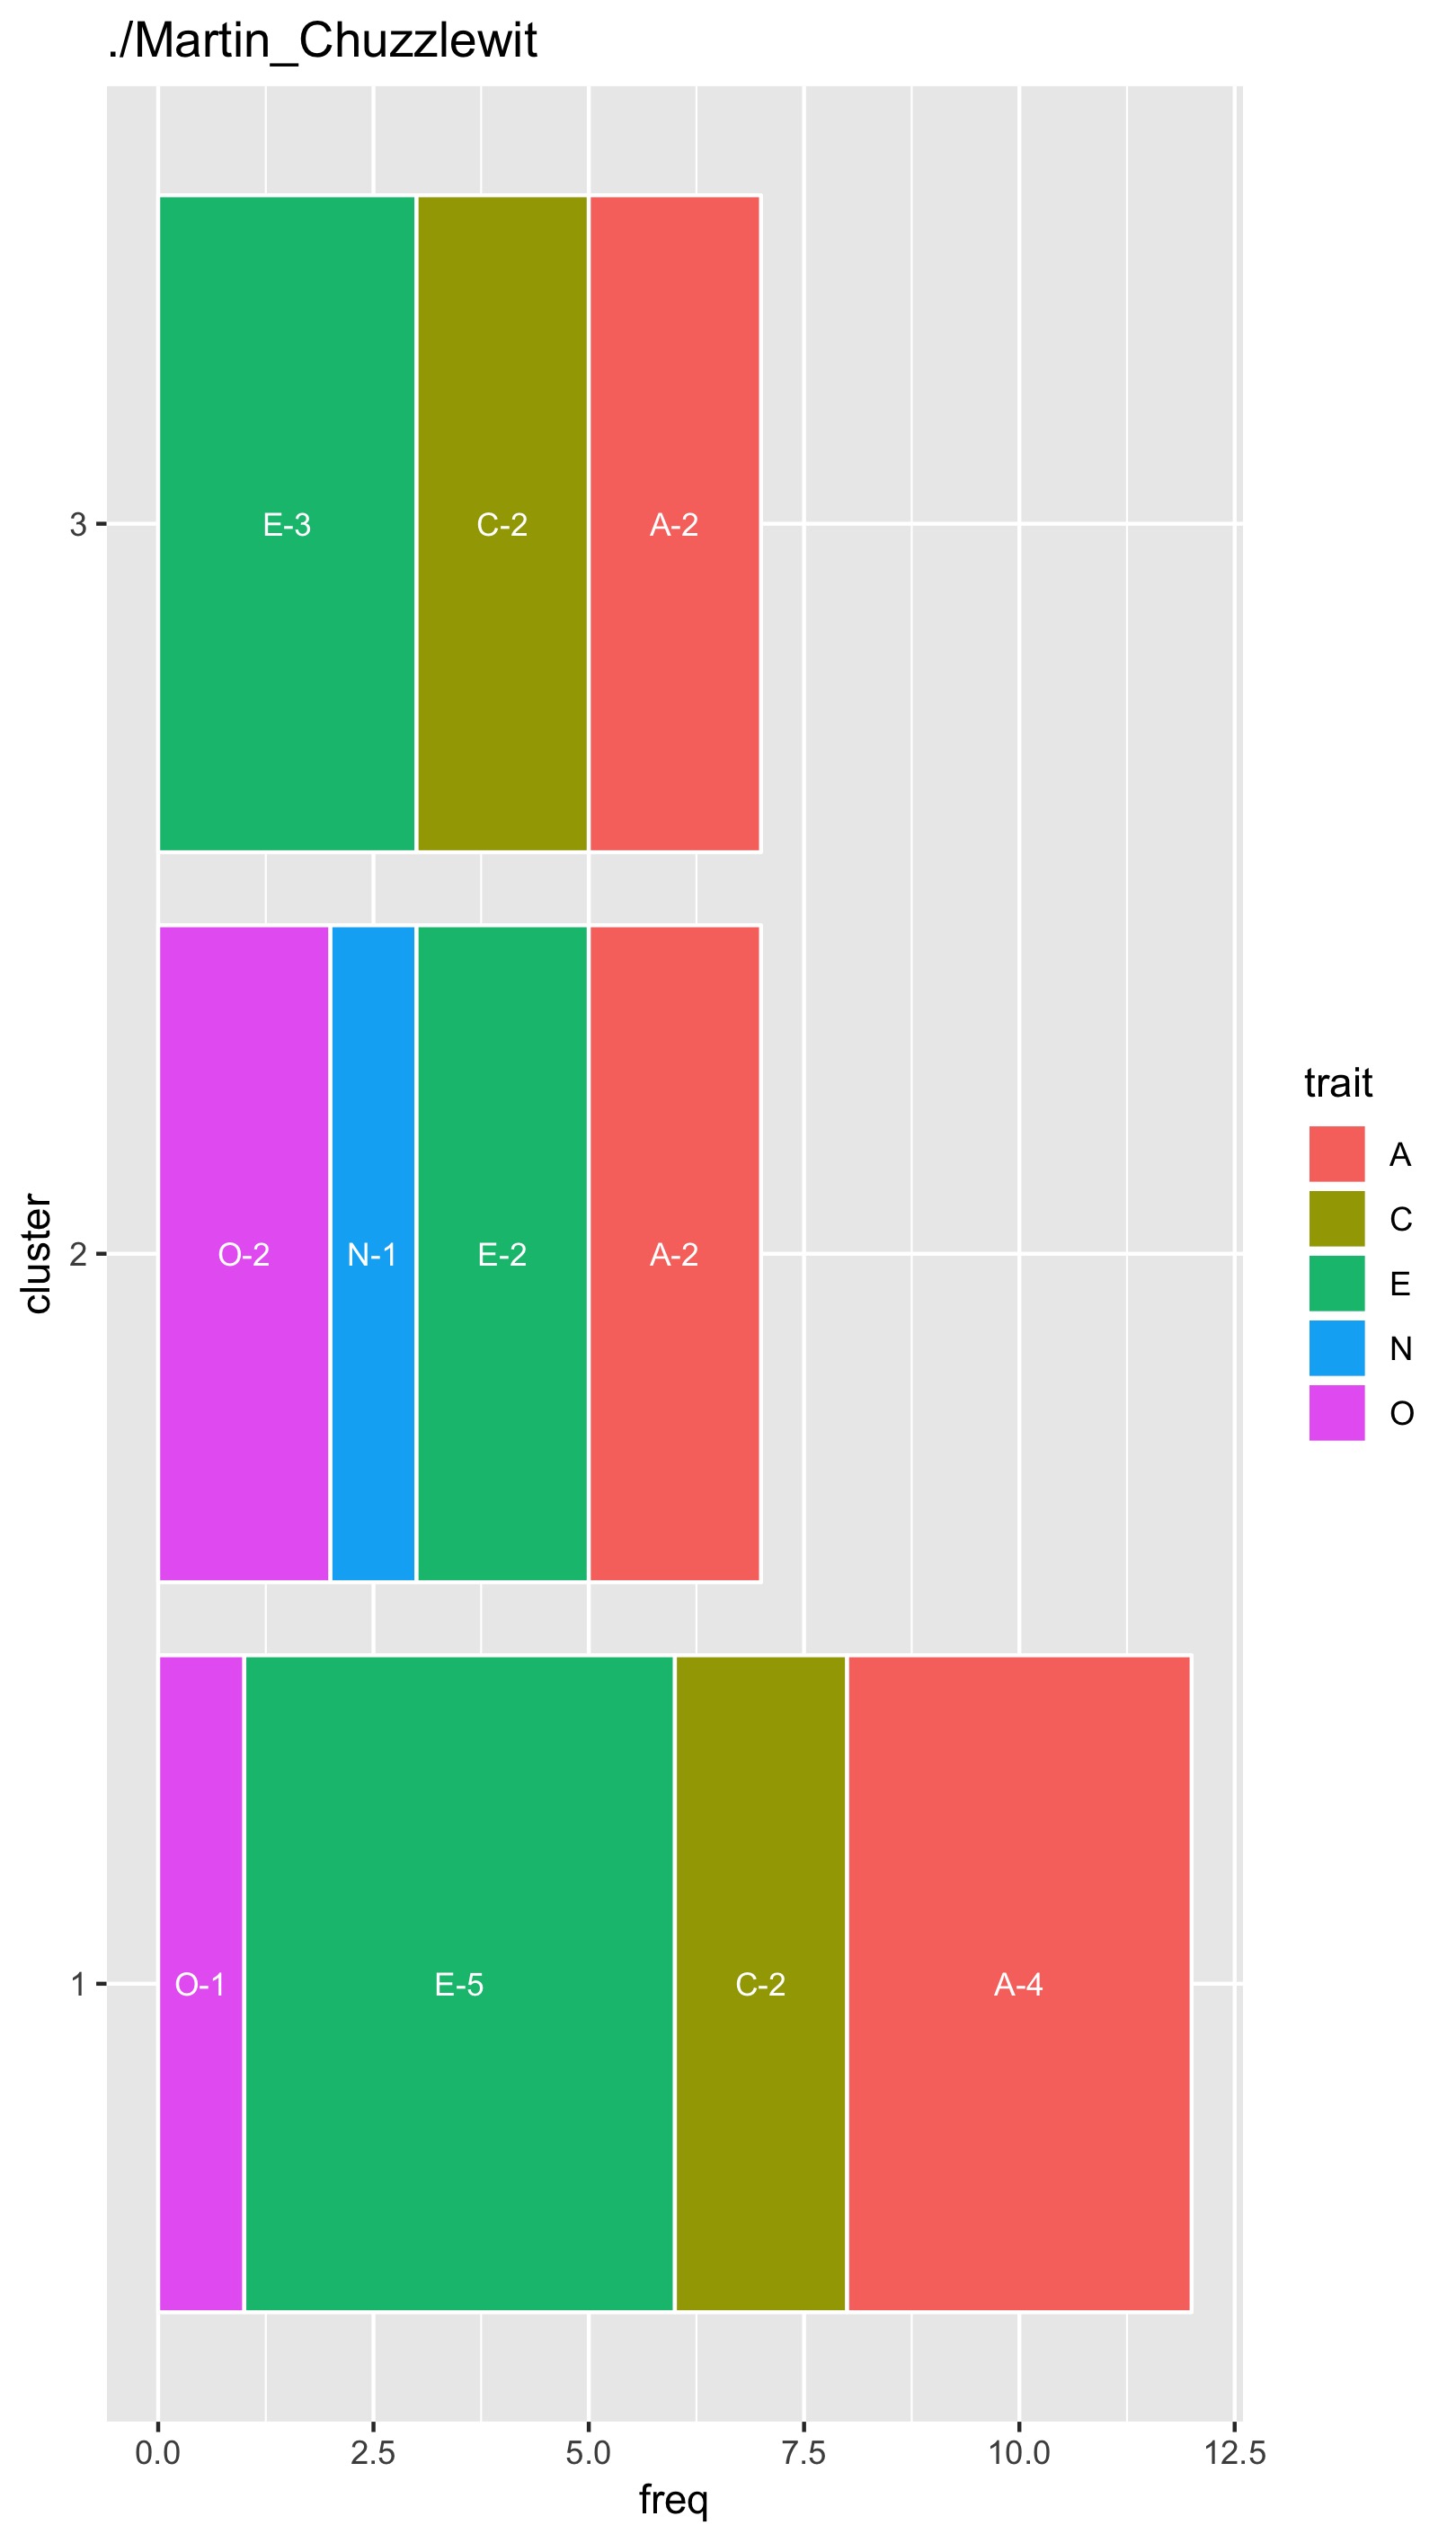 ./Martin_Chuzzlewit
3
E-3 C-2 A-2
2
O-2 N-1 E-2 A-2
1
O-1 E-5 C-2 A-4
cluster
0.0 2.5 5.0 7.5 10.0 12.5
freq
trait
A
C
E
N
O